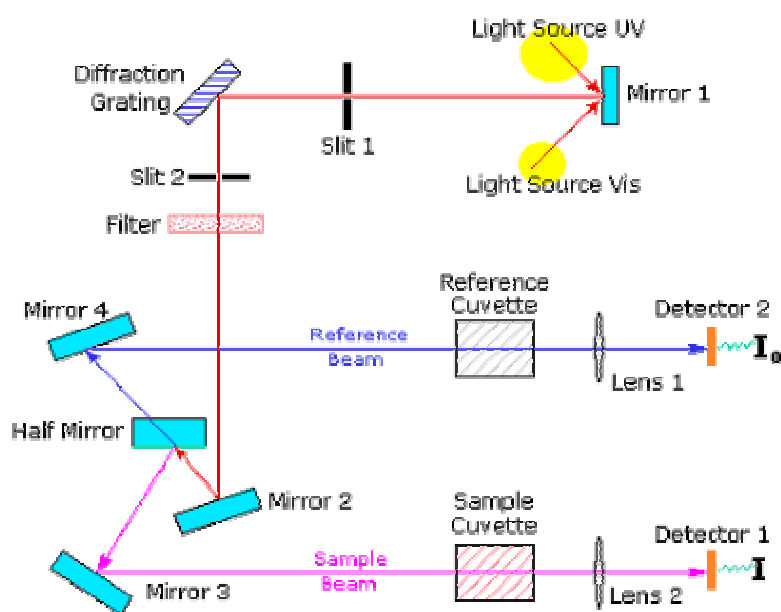 Light Source UV
Diffraction
Grating
Mirror 1
Slit 1
Light Source Vis
Slit 2
Filter
Mirror 4
Reference
Cuvette
Detector 2
Reference
Beam
I₀
Lens 1
Half Mirror
Mirror 2
Sample
Cuvette
Detector 1
Sample
Beam
I
Mirror 3
Lens 2